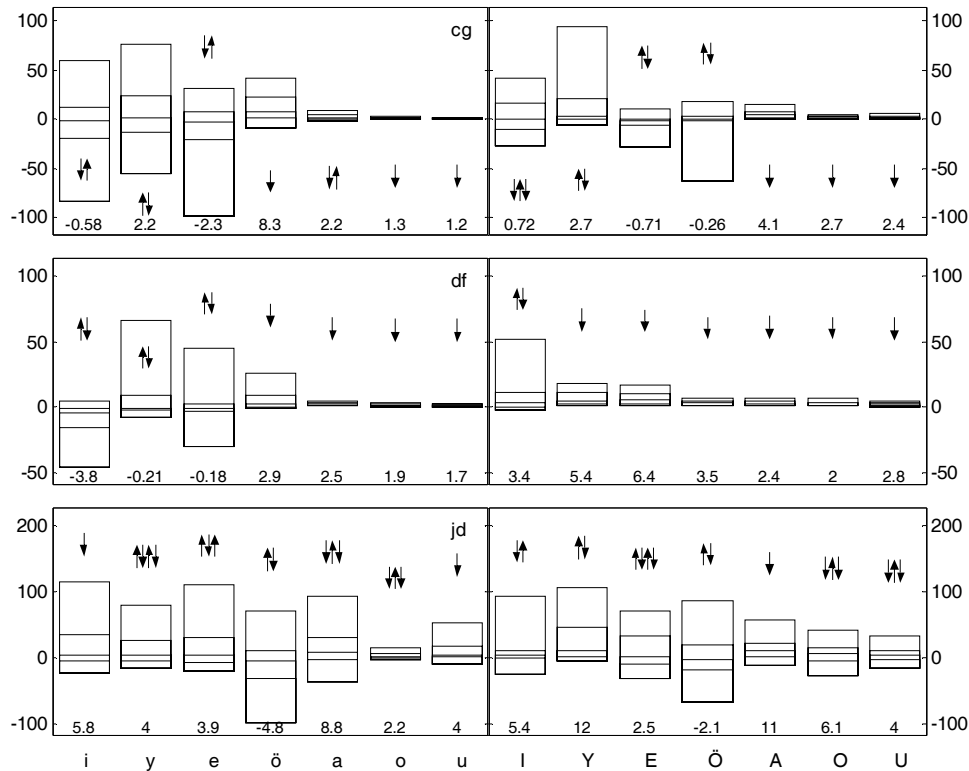 100 cg 100
50 50
0 0
-50 -50
-100 -100
-0.58 2.2 -2.3 8.3 2.2 1.3 1.2 0.72 2.7 -0.71 -0.26 4.1 2.7 2.4
100 df 100
50 50
0 0
-50 -50
-3.8 -0.21 -0.18 2.9 2.5 1.9 1.7 3.4 5.4 6.4 3.5 2.4 2 2.8
200 jd 200
100 100
0 0
-100 -100
5.8 4 3.9 -4.8 8.8 2.2 4 5.4 12 2.5 -2.1 11 6.1 4
i y e ö a o u I Y E Ö A O U